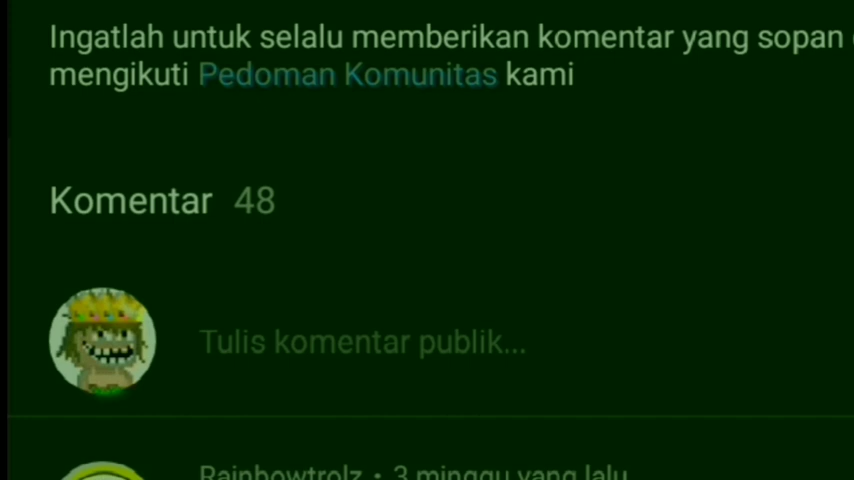 Ingatlah untuk selalu memberikan komentar yang sopan
mengikuti Pedoman Komunitas kami
Komentar 48
Tulis komentar publik...
Rainbowtrolz • 3 minggu yang lalu